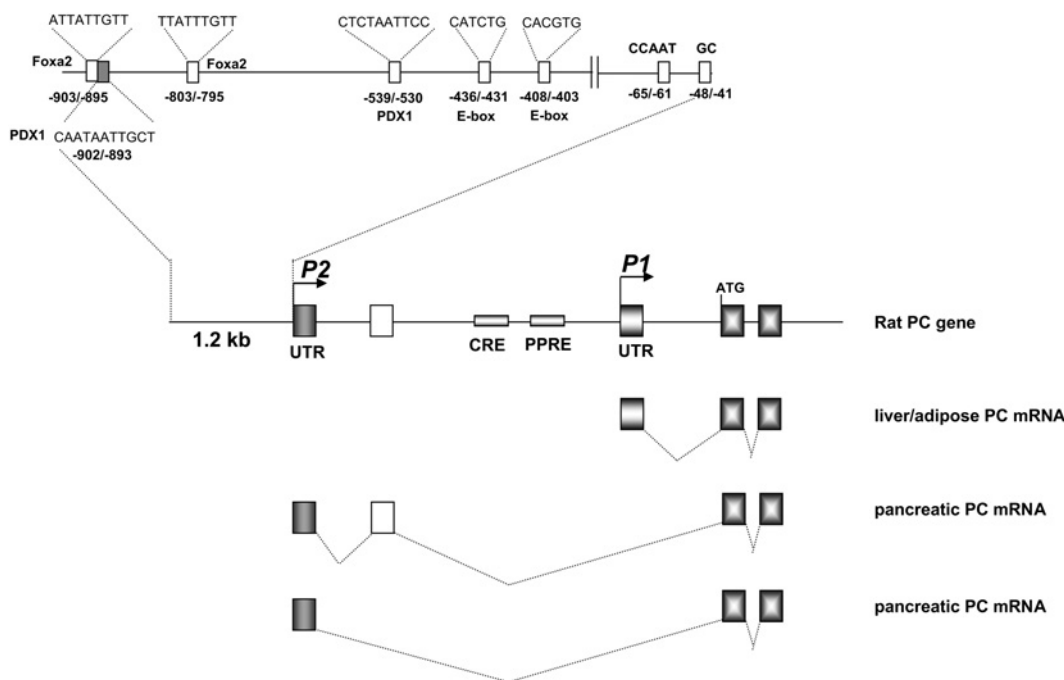 ATTATTGTT TTATTTGTT CTCTAATTCC CATCTG CACGTG
CCAAT GC
Foxa2 Foxa2
-903/-895 -803/-795 -539/-530 -436/-431 -408/-403 -65/-61 -48/-41
PDX1 E-box E-box
PDX1 CAATAATTGCT
-902/-893
P2 P1
ATG
1.2 kb Rat PC gene
UTR CRE PPRE UTR
liver/adipose PC mRNA
pancreatic PC mRNA
pancreatic PC mRNA